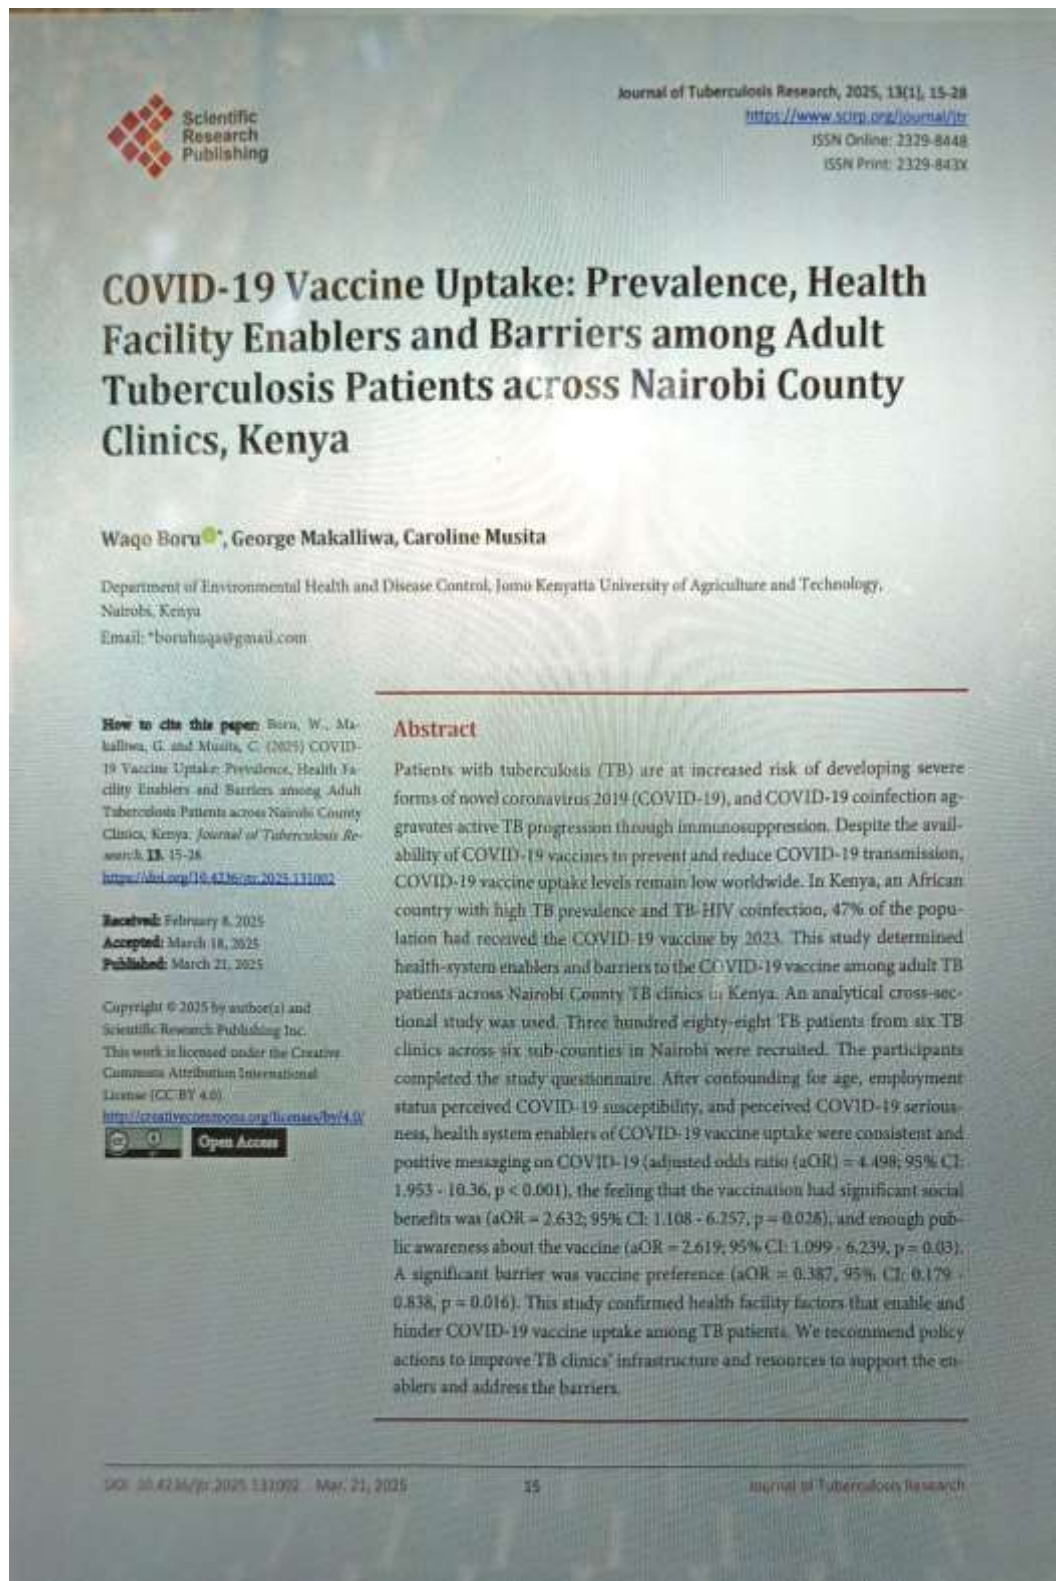 Scientific
Research
Publishing
Journal of Tuberculosis Research, 2025, 13(1), 15-28
https://www.scirp.org/journal/jtr
ISSN Online: 2329-8448
ISSN Print: 2329-843X
COVID-19 Vaccine Uptake: Prevalence, Health
Facility Enablers and Barriers among Adult
Tuberculosis Patients across Nairobi County
Clinics, Kenya
Waqo Boru*, George Makalliwa, Caroline Musita
Department of Environmental Health and Disease Control, Jomo Kenyatta University of Agriculture and Technology,
Nairobi, Kenya
Email: *boruhuqa@gmail.com
How to cite this paper: Boru, W., Ma-
kalliwa, G. and Musita, C. (2025) COVID-
19 Vaccine Uptake: Prevalence, Health Fa-
cility Enablers and Barriers among Adult
Tuberculosis Patients across Nairobi County
Clinics, Kenya. Journal of Tuberculosis Re-
search, 13, 15-28.
https://doi.org/10.4236/jtr.2025.131002
Received: February 8, 2025
Accepted: March 18, 2025
Published: March 21, 2025
Copyright © 2025 by author(s) and
Scientific Research Publishing Inc.
This work is licensed under the Creative
Commons Attribution International
License (CC BY 4.0).
http://creativecommons.org/licenses/by/4.0/
Open Access
Abstract
Patients with tuberculosis (TB) are at increased risk of developing severe
forms of novel coronavirus 2019 (COVID-19), and COVID-19 coinfection ag-
gravates active TB progression through immunosuppression. Despite the avail-
ability of COVID-19 vaccines to prevent and reduce COVID-19 transmission,
COVID-19 vaccine uptake levels remain low worldwide. In Kenya, an African
country with high TB prevalence and TB-HIV coinfection, 47% of the popu-
lation had received the COVID-19 vaccine by 2023. This study determined
health-system enablers and barriers to the COVID-19 vaccine among adult TB
patients across Nairobi County TB clinics in Kenya. An analytical cross-sec-
tional study was used. Three hundred eighty-eight TB patients from six TB
clinics across six sub-counties in Nairobi were recruited. The participants
completed the study questionnaire. After confounding for age, employment
status perceived COVID-19 susceptibility, and perceived COVID-19 serious-
ness, health system enablers of COVID-19 vaccine uptake were consistent and
positive messaging on COVID-19 (adjusted odds ratio (aOR) = 4.498; 95% CI:
1.953 - 10.36, p < 0.001), the feeling that the vaccination had significant social
benefits was (aOR = 2.632; 95% CI: 1.108 - 6.257, p = 0.028), and enough pub-
lic awareness about the vaccine (aOR = 2.619; 95% CI: 1.099 - 6.239, p = 0.03).
A significant barrier was vaccine preference (aOR = 0.387, 95% CI: 0.179 -
0.838, p = 0.016). This study confirmed health facility factors that enable and
hinder COVID-19 vaccine uptake among TB patients. We recommend policy
actions to improve TB clinics' infrastructure and resources to support the en-
ablers and address the barriers.
DOI: 10.4236/jtr.2025.131002 Mar. 21, 2025
15
Journal of Tuberculosis Research